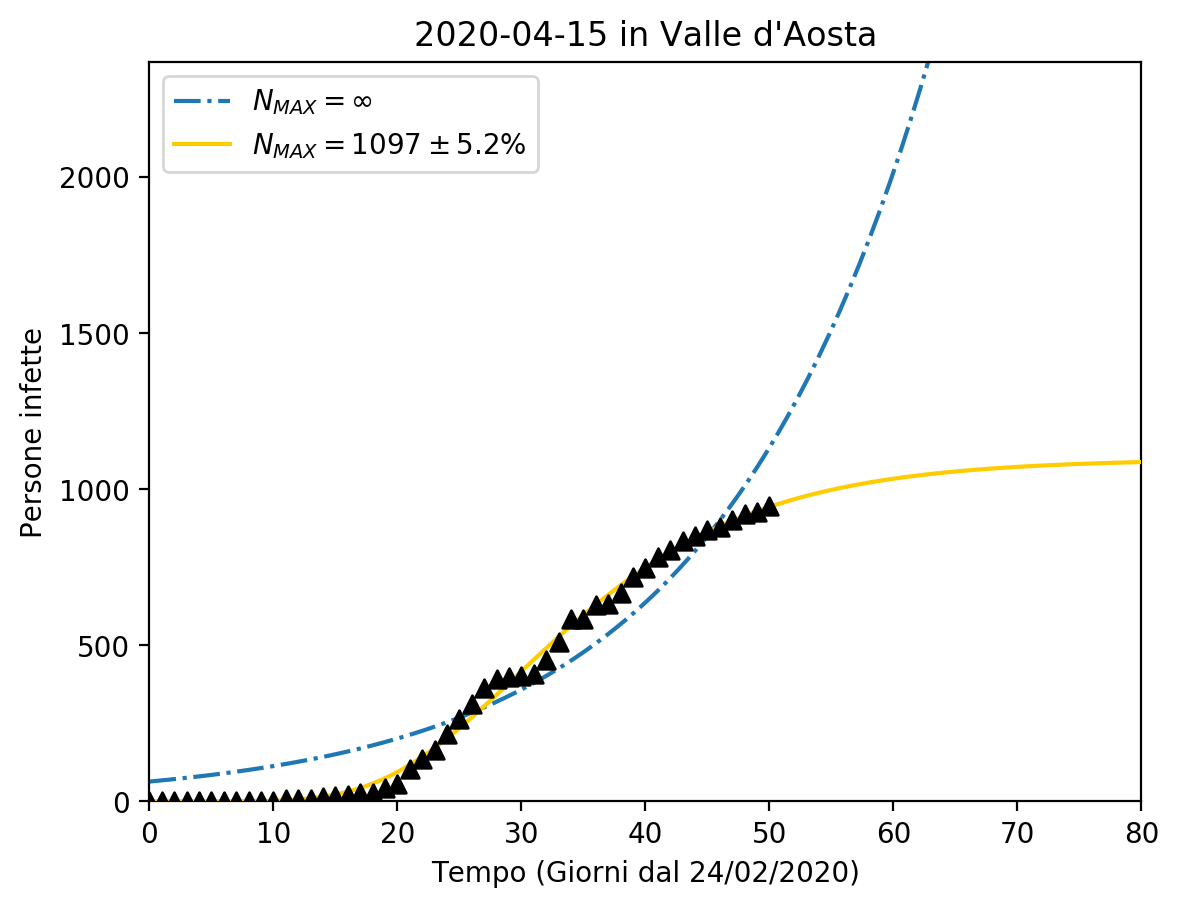 2020-04-15 in Valle d'Aosta
N_MAX = ∞
N_MAX = 1097 ± 5.2%
Persone infette
2000
1500
1000
500
0
0 10 20 30 40 50 60 70 80
Tempo (Giorni dal 24/02/2020)